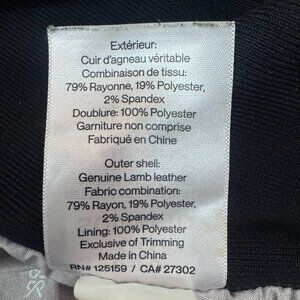 Extérieur:
Cuir d'agneau véritable
Combinaison de tissu:
79% Rayonne, 19% Polyester,
2% Spandex
Doublure: 100% Polyester
Garniture non comprise
Fabriqué en Chine
Outer shell:
Genuine Lamb leather
Fabric combination:
79% Rayon, 19% Polyester,
2% Spandex
Lining: 100% Polyester
Exclusive of Trimming
Made in China
RN# 125159 / CA# 27302